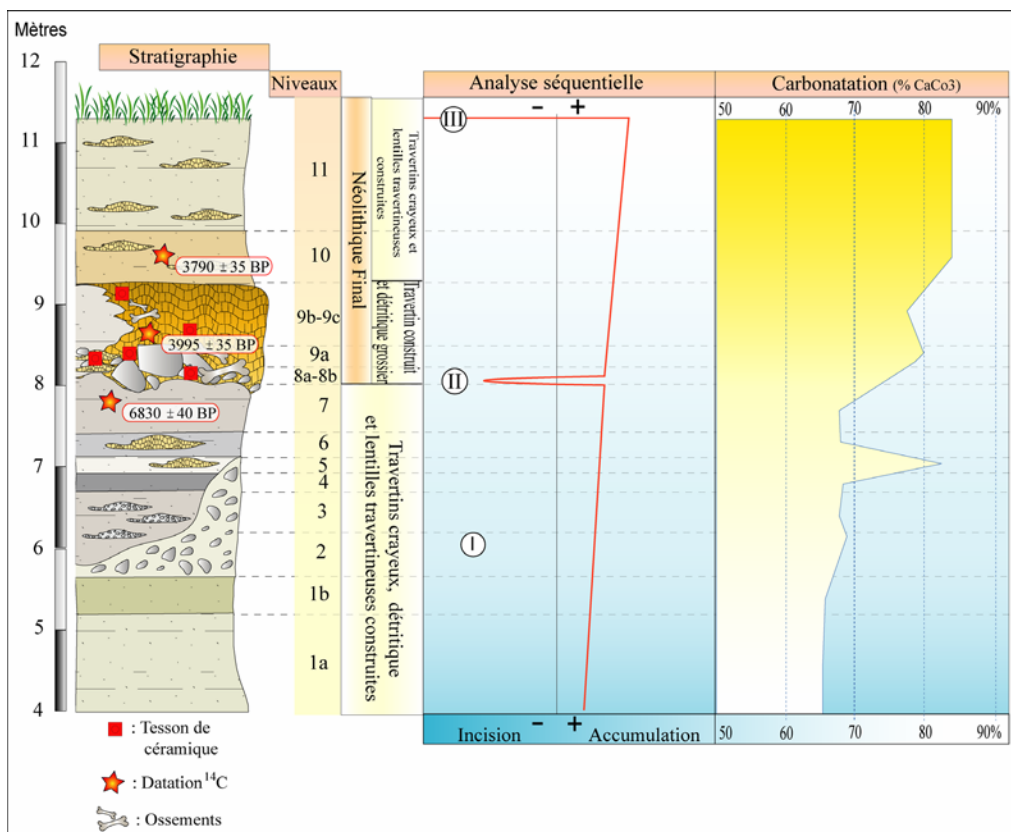 Mètres
12
11
10
9
8
7
6
5
4
Stratigraphie
3790 ± 35 BP
3995 ± 35 BP
6830 ± 40 BP
Niveaux
11
10
9b-9c
9a
8a-8b
7
6
5
4
3
2
1b
1a
Néolithique Final
Travertins crayeux et
lentilles travertineuses
construites
Travertin construit
et détritique grossier
Travertins crayeux, détritique
et lentilles travertineuses construites
Analyse séquentielle
- +
III
II
I
- +
Incision Accumulation
Carbonatation (% CaCo3)
50 60 70 80 90%
50 60 70 80 90%
: Tesson de
céramique
: Datation 14C
: Ossements